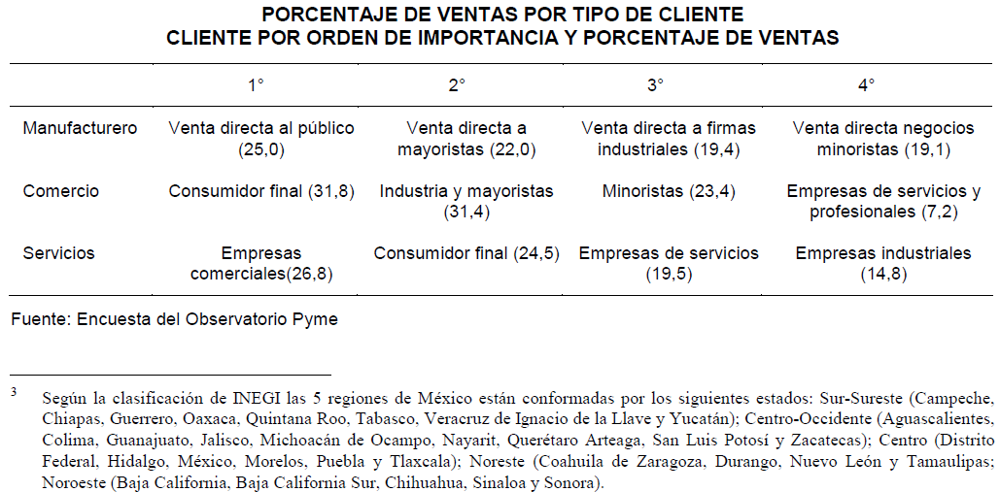 PORCENTAJE DE VENTAS POR TIPO DE CLIENTE
CLIENTE POR ORDEN DE IMPORTANCIA Y PORCENTAJE DE VENTAS
1° 2° 3° 4°
Manufacturero Venta directa al público Venta directa a Venta directa a firmas Venta directa negocios
(25,0) mayoristas (22,0) industriales (19,4) minoristas (19,1)
Comercio Consumidor final (31,8) Industria y mayoristas Minoristas (23,4) Empresas de servicios y
(31,4) profesionales (7,2)
Servicios Empresas Consumidor final (24,5) Empresas de servicios Empresas industriales
comerciales(26,8) (19,5) (14,8)
Fuente: Encuesta del Observatorio Pyme
3 Según la clasificación de INEGI las 5 regiones de México están conformadas por los siguientes estados: Sur-Sureste (Campeche,
Chiapas, Guerrero, Oaxaca, Quintana Roo, Tabasco, Veracruz de Ignacio de la Llave y Yucatán); Centro-Occidente (Aguascalientes,
Colima, Guanajuato, Jalisco, Michoacán de Ocampo, Nayarit, Querétaro Arteaga, San Luis Potosí y Zacatecas); Centro (Distrito
Federal, Hidalgo, México, Morelos, Puebla y Tlaxcala); Noreste (Coahuila de Zaragoza, Durango, Nuevo León y Tamaulipas;
Noroeste (Baja California, Baja California Sur, Chihuahua, Sinaloa y Sonora).